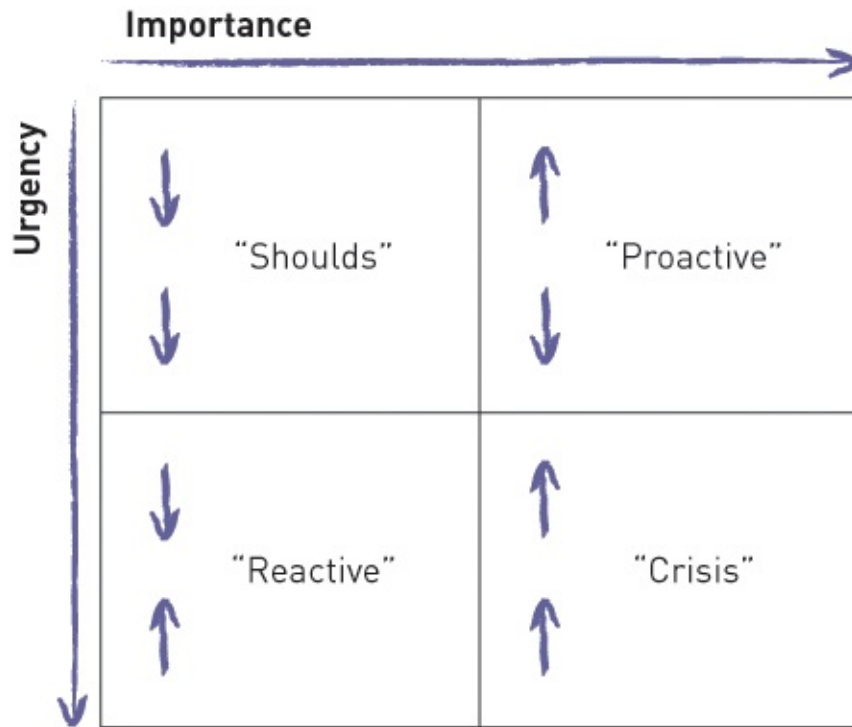 Importance
Urgency
“Shoulds”
“Proactive”
“Reactive”
“Crisis”